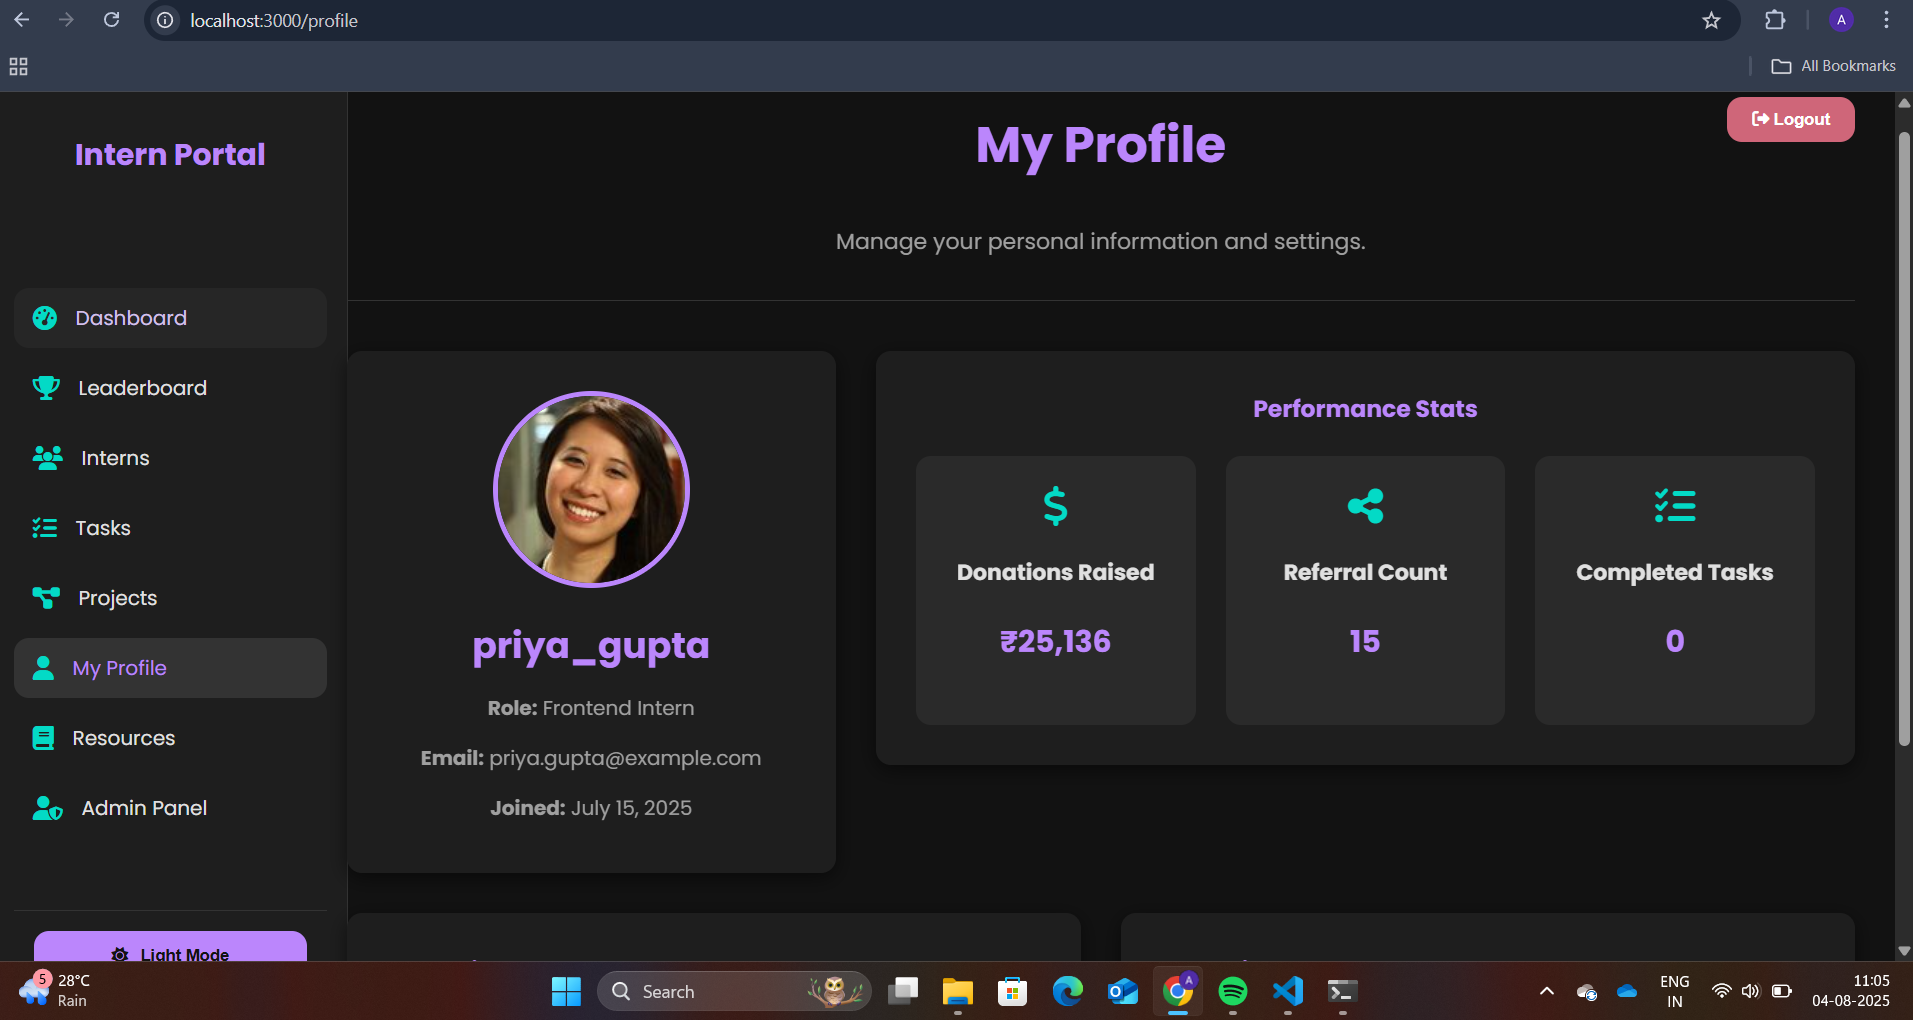 localhost:3000/profile
A
All Bookmarks
Intern Portal
Dashboard
Leaderboard
Interns
Tasks
Projects
My Profile
Resources
Admin Panel
Light Mode
My Profile
Logout
Manage your personal information and settings.
priya_gupta
Role: Frontend Intern
Email: priya.gupta@example.com
Joined: July 15, 2025
Performance Stats
Donations Raised
₹25,136
Referral Count
15
Completed Tasks
0
5
28°C
Rain
Search
A
ENG
IN
11:05
04-08-2025